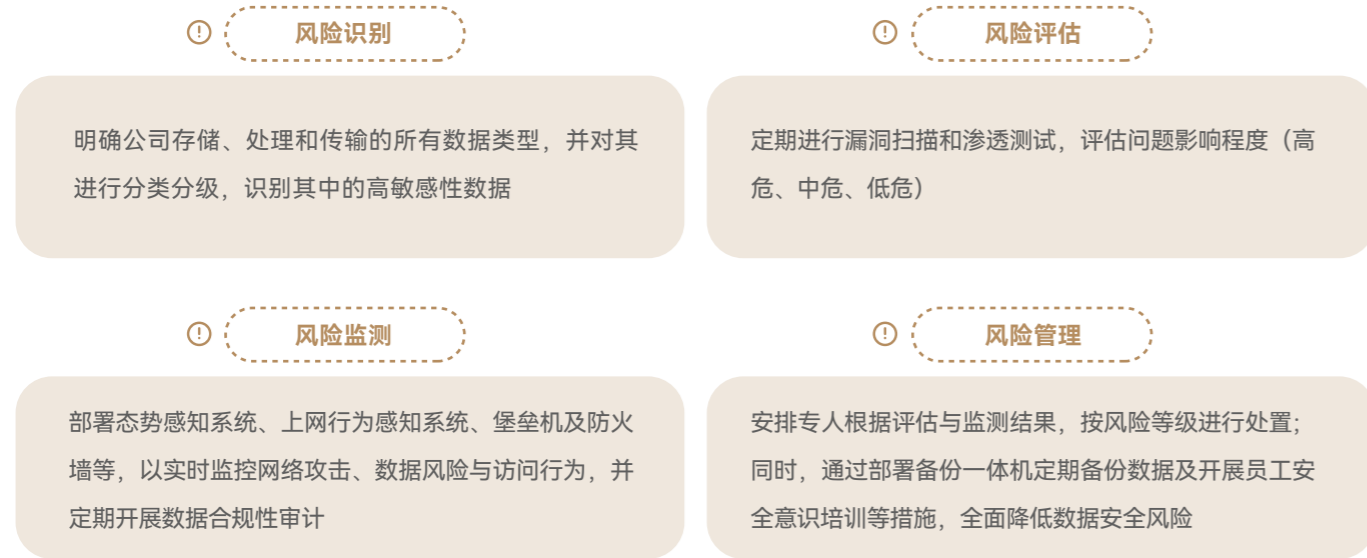 风险识别
明确公司存储、处理和传输的所有数据类型，并对其
进行分类分级，识别其中的高敏感性数据
风险评估
定期进行漏洞扫描和渗透测试，评估问题影响程度（高
危、中危、低危）
风险监测
部署态势感知系统、上网行为感知系统、堡垒机及防火
墙等，以实时监控网络攻击、数据风险与访问行为，并
定期开展数据合规性审计
风险管理
安排专人根据评估与监测结果，按风险等级进行处置；
同时，通过部署备份一体机定期备份数据及开展员工安
全意识培训等措施，全面降低数据安全风险